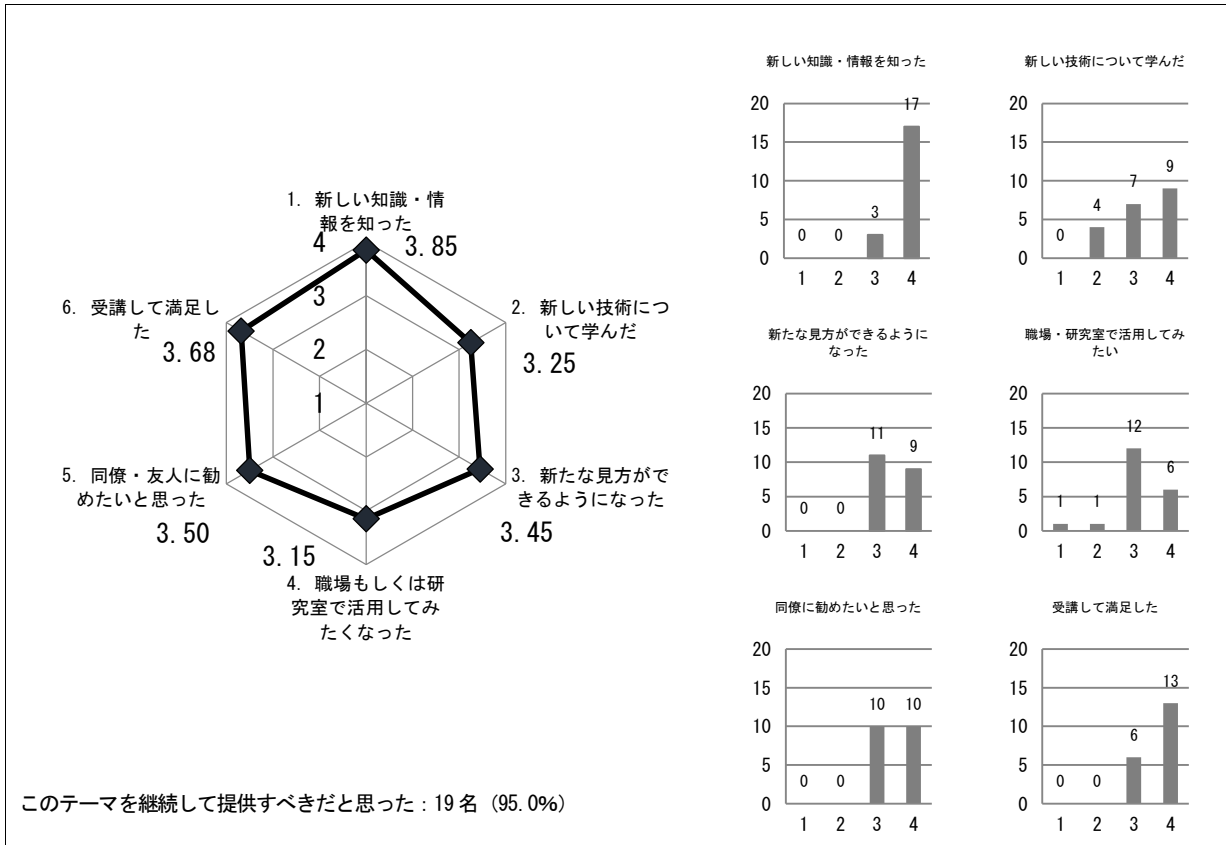 1. 新しい知識・情
報を知った
3.85
4
3
2
1
2. 新しい技術につ
いて学んだ
3.25
3. 新たな見方がで
きるようになった
3.45
4. 職場もしくは研
究室で活用してみ
たくなった
3.15
5. 同僚・友人に勧
めたいと思った
3.50
6. 受講して満足し
た
3.68
このテーマを継続して提供すべきだと思った：19 名（95.0%）
新しい知識・情報を知った
20
15
10
5
0
0 0 3 17
1 2 3 4
新しい技術について学んだ
20
15
10
5
0
0 4 7 9
1 2 3 4
新たな見方ができるように
なった
20
15
10
5
0
0 0 11 9
1 2 3 4
職場・研究室で活用してみ
たい
20
15
10
5
0
1 1 12 6
1 2 3 4
同僚に勧めたいと思った
20
15
10
5
0
0 0 10 10
1 2 3 4
受講して満足した
20
15
10
5
0
0 0 6 13
1 2 3 4